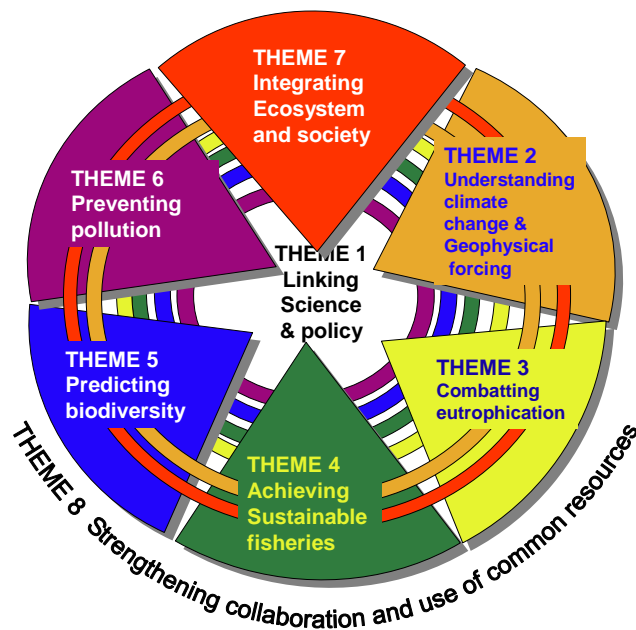 THEME 7
Integrating
Ecosystem
and society
THEME 2
Understanding
climate
change &
Geophysical
forcing
THEME 6
Preventing
pollution
THEME 1
Linking
Science
& policy
THEME 5
Predicting
biodiversity
THEME 3
Combatting
eutrophication
THEME 4
Achieving
Sustainable
fisheries
THEME 8 Strengthening collaboration and use of common resources